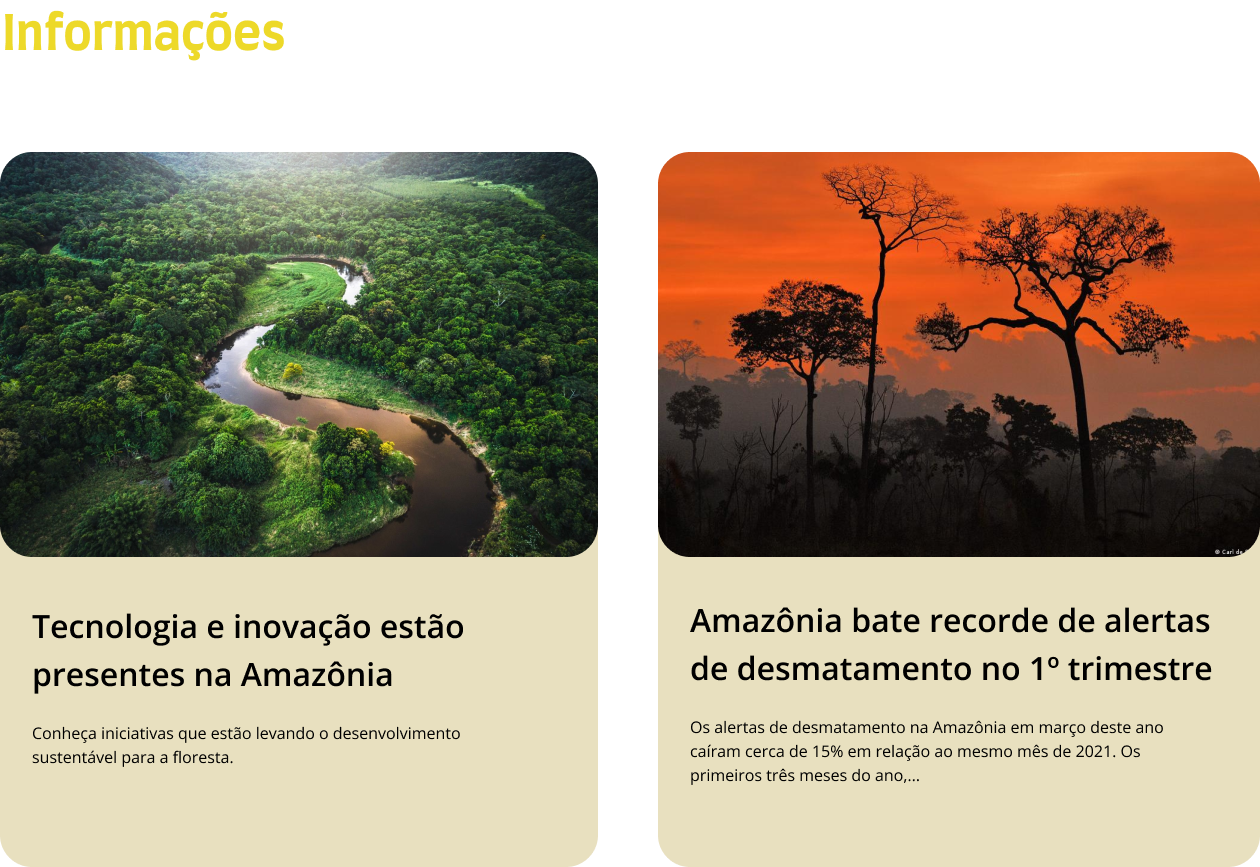 Informações
Tecnologia e inovação estão
presentes na Amazônia
Conheça iniciativas que estão levando o desenvolvimento
sustentável para a floresta.
© Carl de
Amazônia bate recorde de alertas
de desmatamento no 1º trimestre
Os alertas de desmatamento na Amazônia em março deste ano
caíram cerca de 15% em relação ao mesmo mês de 2021. Os
primeiros três meses do ano,...